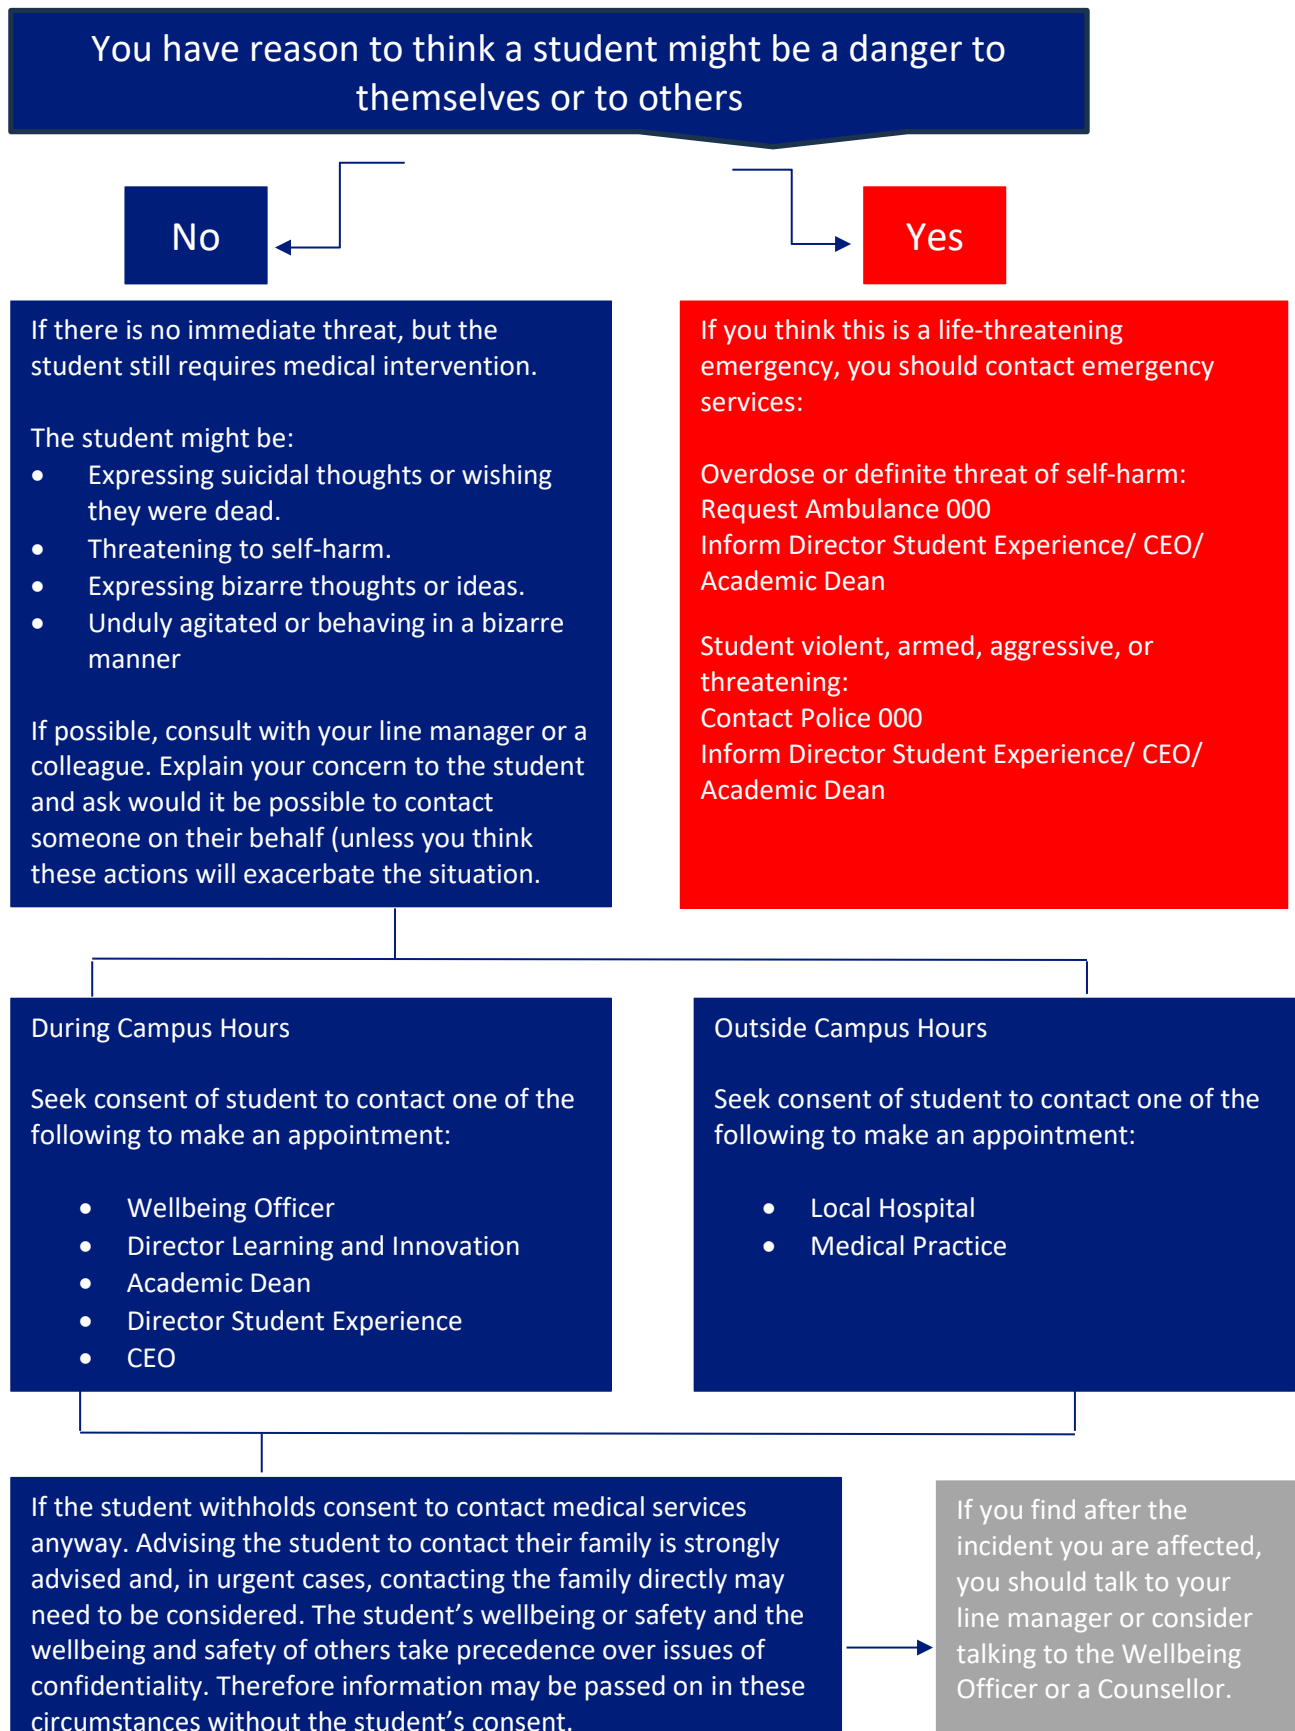 You have reason to think a student might be a danger to
themselves or to others
No
Yes
If there is no immediate threat, but the
student still requires medical intervention.
The student might be:
• Expressing suicidal thoughts or wishing
they were dead.
• Threatening to self-harm.
• Expressing bizarre thoughts or ideas.
• Unduly agitated or behaving in a bizarre
manner
If possible, consult with your line manager or a
colleague. Explain your concern to the student
and ask would it be possible to contact
someone on their behalf (unless you think
these actions will exacerbate the situation.
If you think this is a life-threatening
emergency, you should contact emergency
services:
Overdose or definite threat of self-harm:
Request Ambulance 000
Inform Director Student Experience/ CEO/
Academic Dean
Student violent, armed, aggressive, or
threatening:
Contact Police 000
Inform Director Student Experience/ CEO/
Academic Dean
During Campus Hours
Seek consent of student to contact one of the
following to make an appointment:
• Wellbeing Officer
• Director Learning and Innovation
• Academic Dean
• Director Student Experience
• CEO
Outside Campus Hours
Seek consent of student to contact one of the
following to make an appointment:
• Local Hospital
• Medical Practice
If the student withholds consent to contact medical services
anyway. Advising the student to contact their family is strongly
advised and, in urgent cases, contacting the family directly may
need to be considered. The student’s wellbeing or safety and the
wellbeing and safety of others take precedence over issues of
confidentiality. Therefore information may be passed on in these
circumstances without the student’s consent.
If you find after the
incident you are affected,
you should talk to your
line manager or consider
talking to the Wellbeing
Officer or a Counsellor.